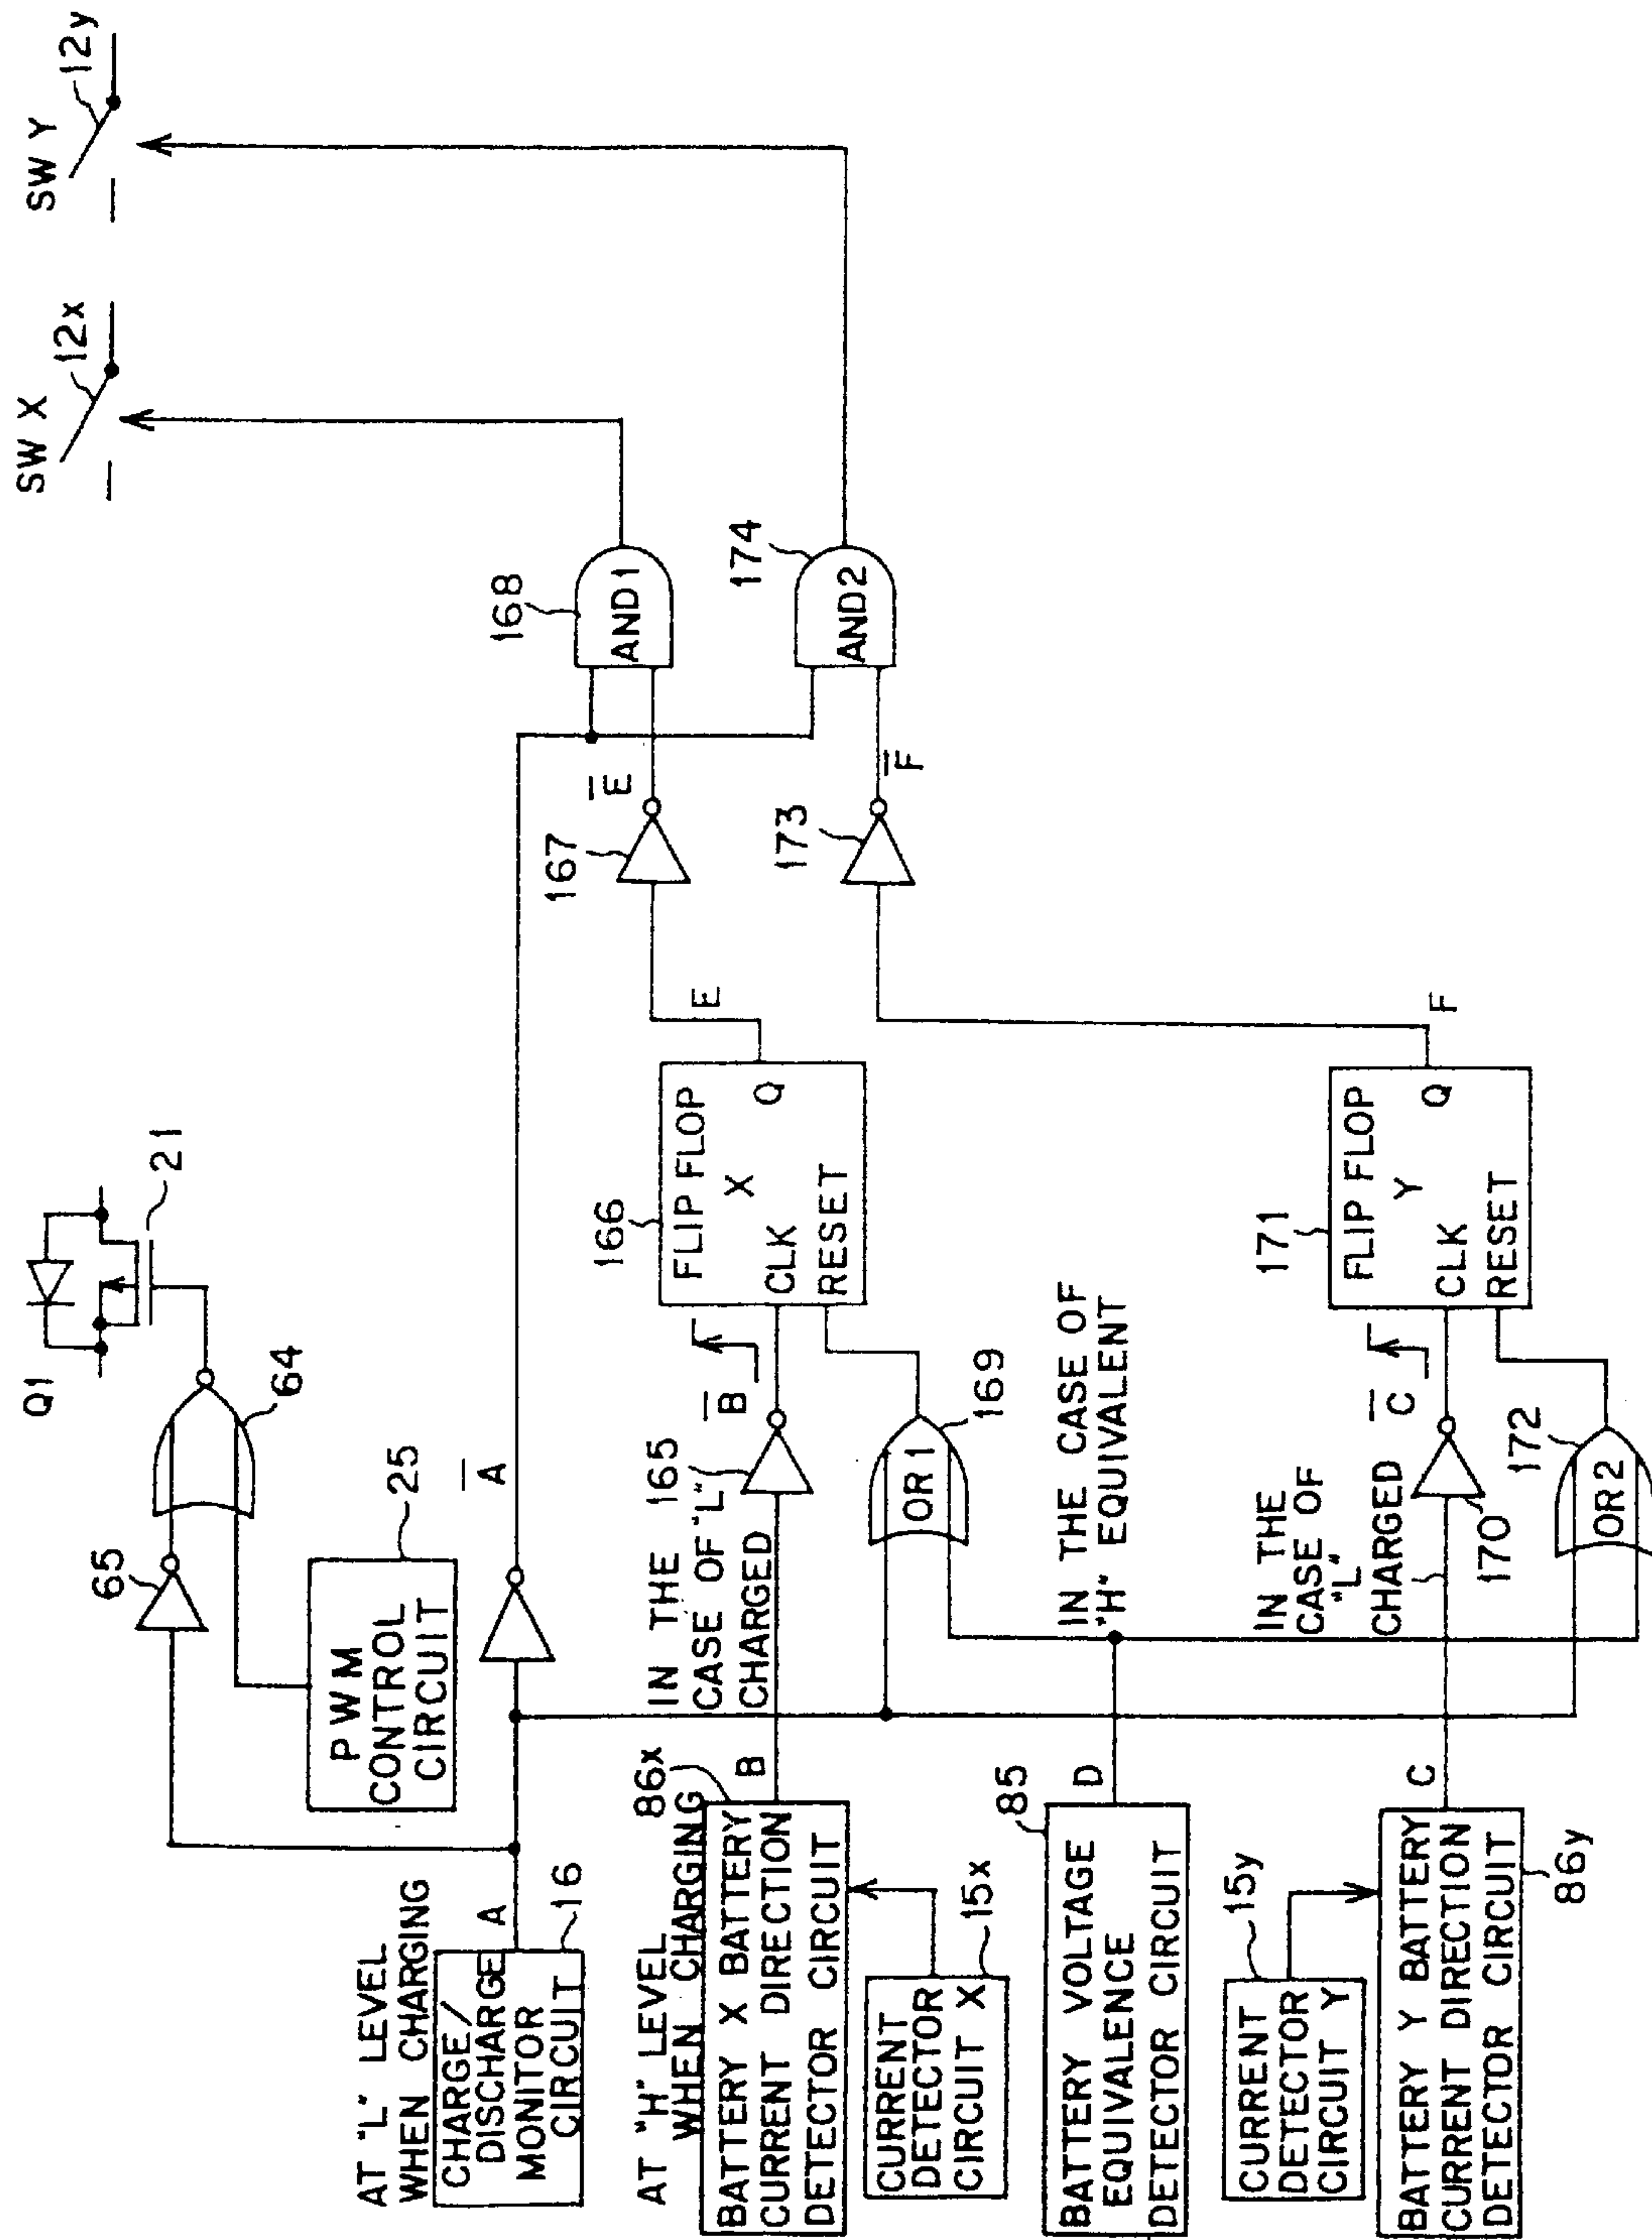 Q1
21
64
65
PWM
CONTROL
CIRCUIT
25
SW X
12x
SW Y
12y
AT "L" LEVEL
WHEN CHARGING
CHARGE/
DISCHARGE
MONITOR
CIRCUIT
16
A
A
AT "H" LEVEL
WHEN CHARGING
86x
BATTERY X BATTERY
CURRENT DIRECTION
DETECTOR CIRCUIT
B
IN THE
CASE OF "L"
CHARGED
165
B
166
FLIP FLOP
X
CLK
RESET
Q
E
167
E
168
AND1
CURRENT
DETECTOR
CIRCUIT X
15x
OR1
169
85
BATTERY VOLTAGE
EQUIVALENCE
DETECTOR CIRCUIT
D
IN THE CASE OF
"H" EQUIVALENT
173
F
174
AND2
CURRENT
DETECTOR
CIRCUIT Y
15y
BATTERY Y BATTERY
CURRENT DIRECTION
DETECTOR CIRCUIT
86y
C
IN THE
CASE OF
"L"
CHARGED
170
C
171
FLIP FLOP
Y
CLK
RESET
Q
F
172
OR2